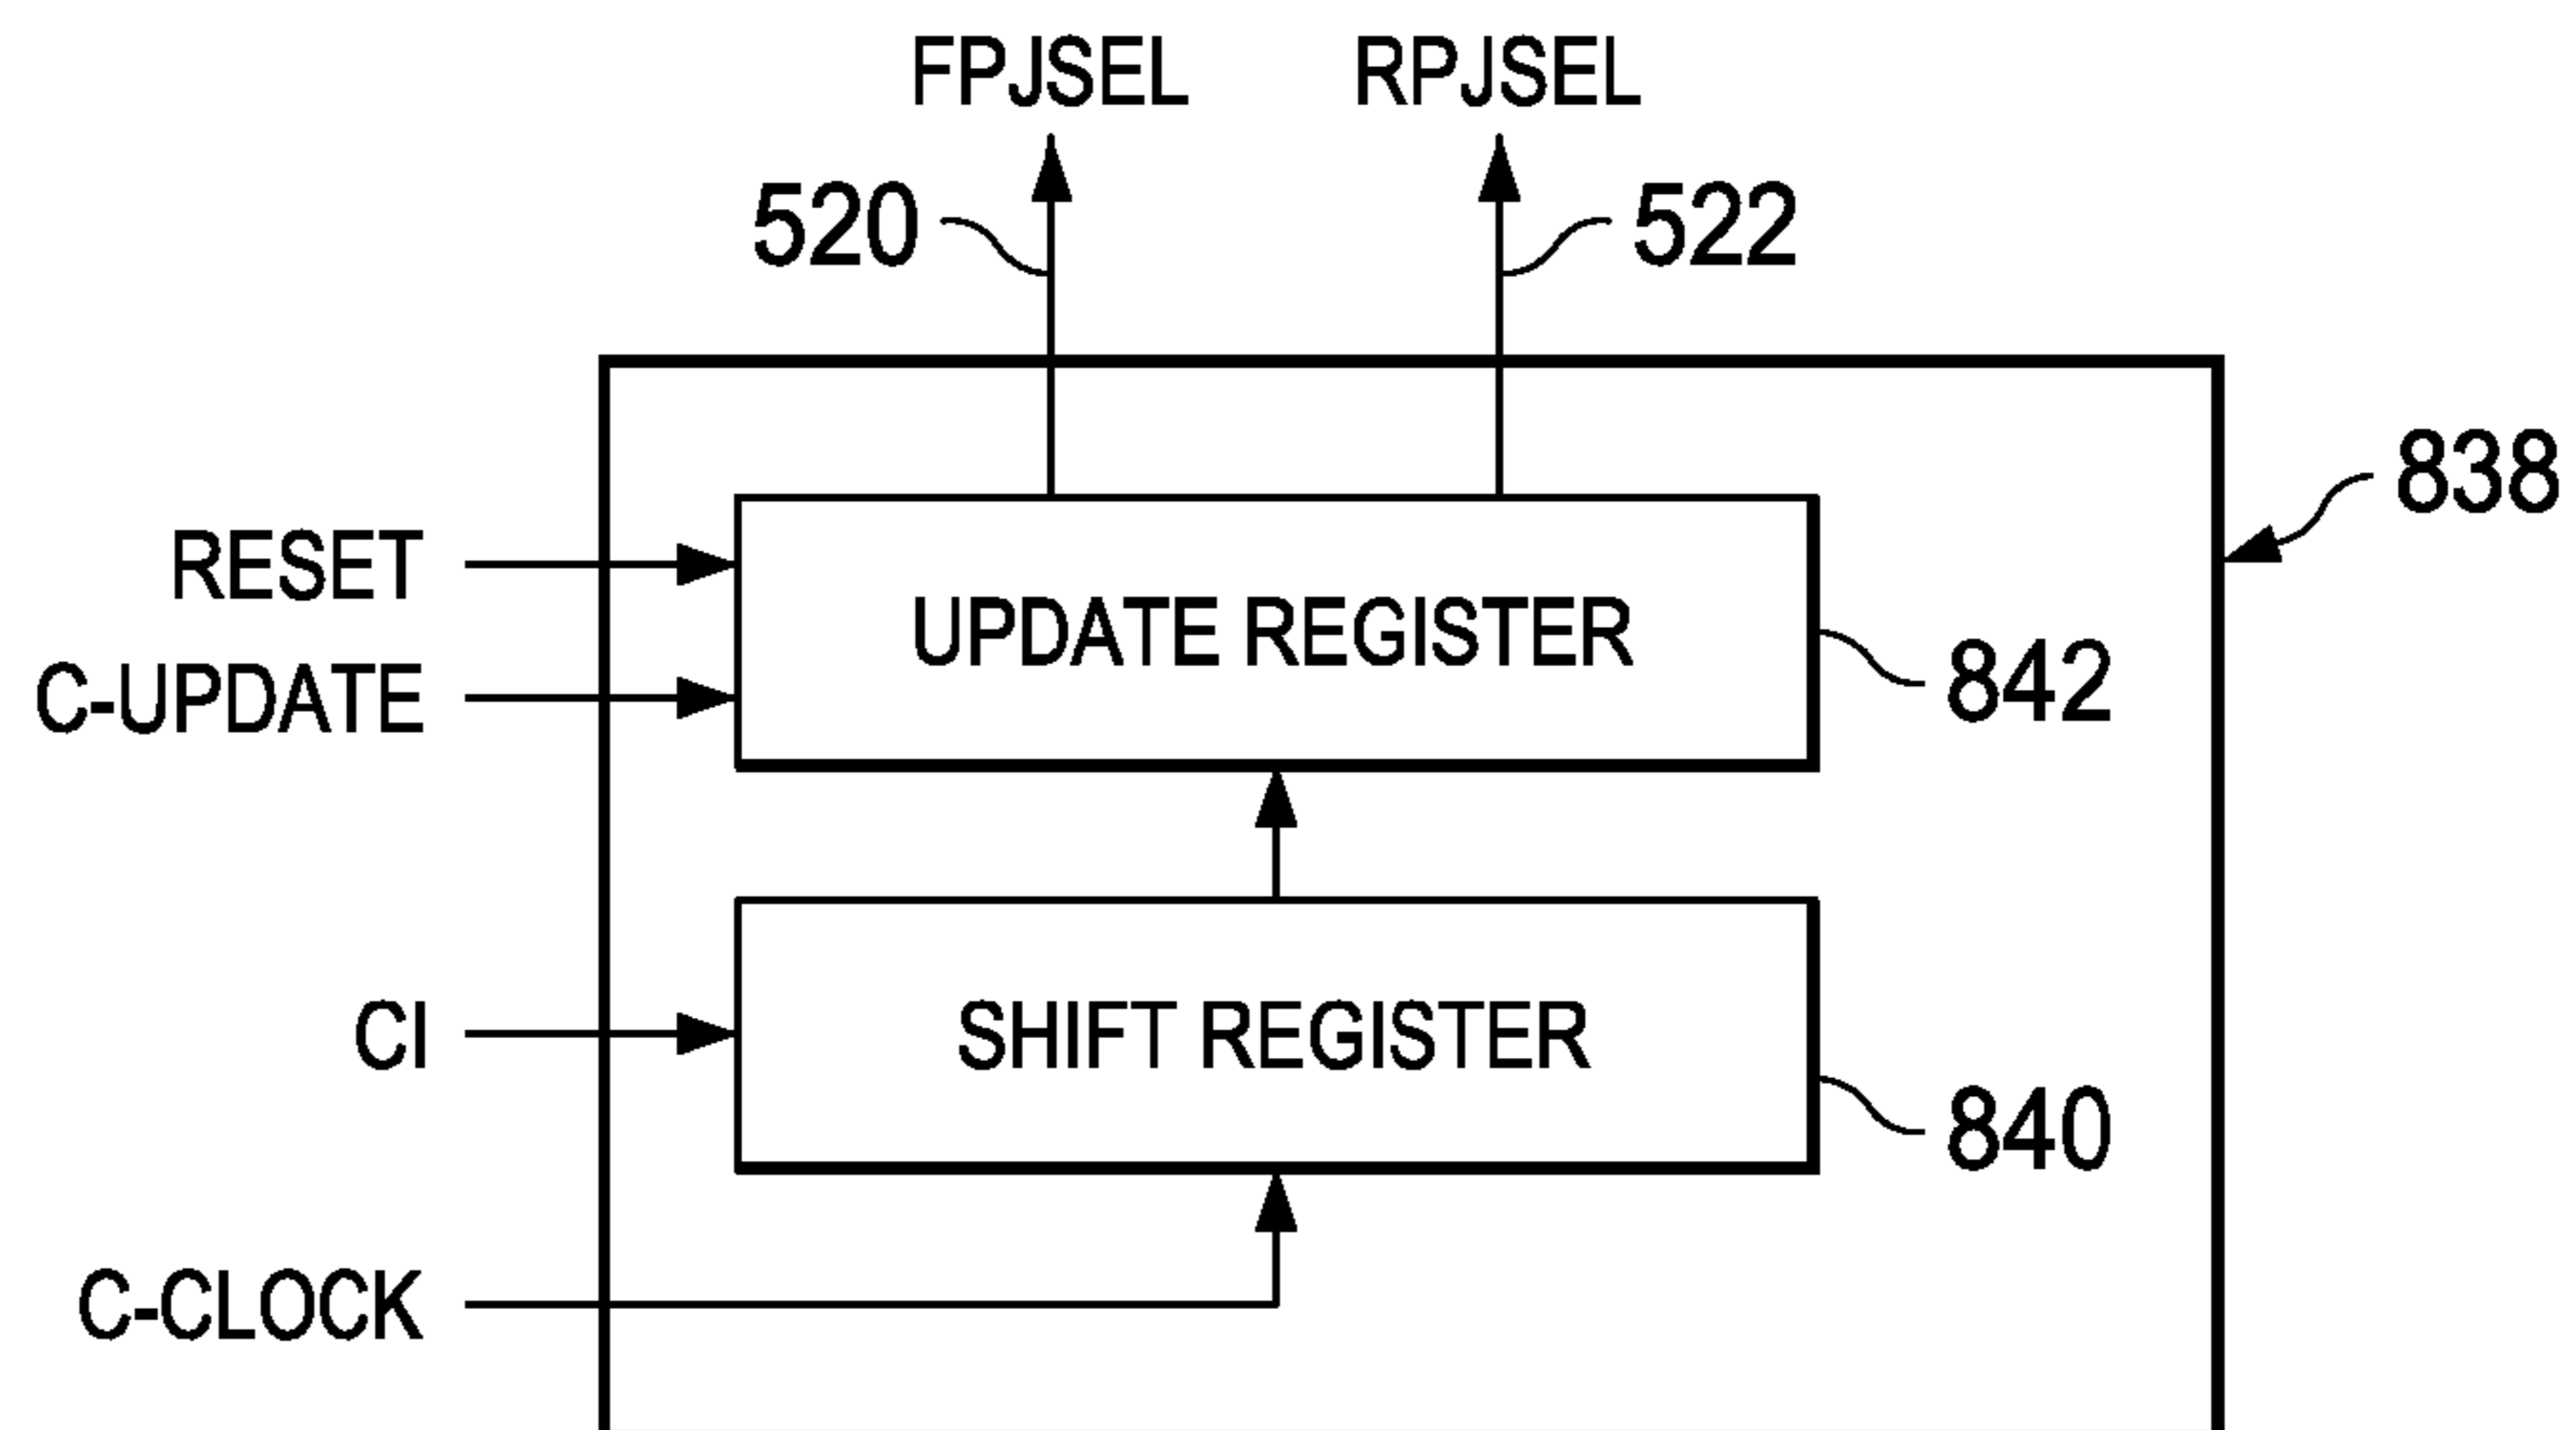 FPJSEL RPJSEL
520 522
838
RESET
UPDATE REGISTER
C-UPDATE
842
CI
SHIFT REGISTER
840
C-CLOCK